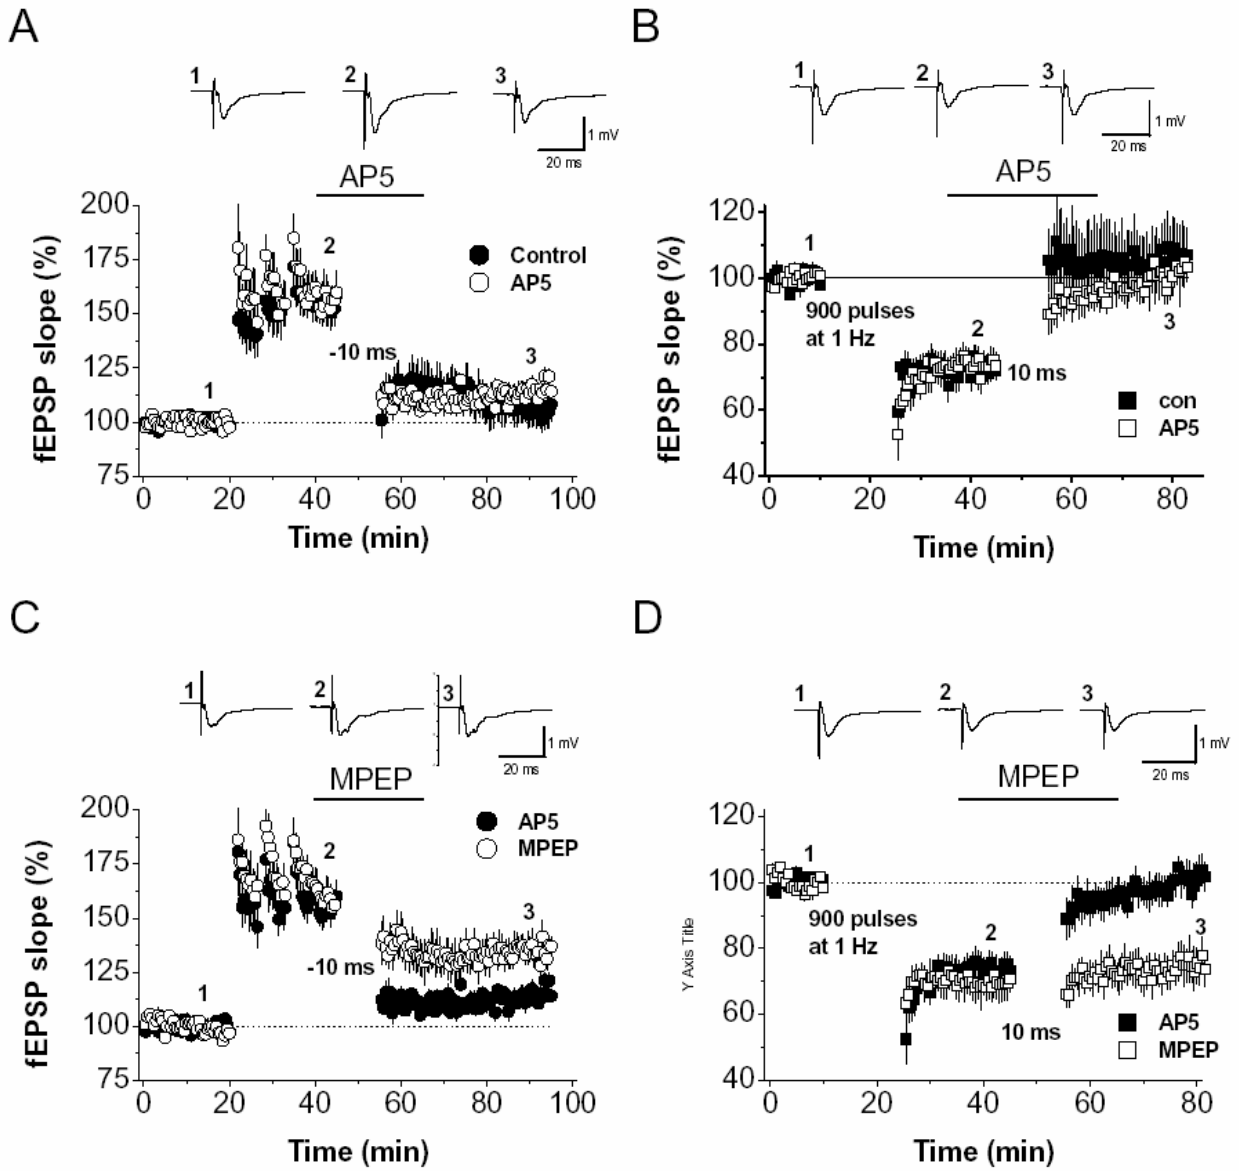 A
1
2
3
1 mV
20 ms
AP5
200
175
150
125
100
75
fEPSP slope (%)
2
Control
AP5
-10 ms
3
1
0
20
40
60
80
100
Time (min)
B
1
2
3
1 mV
20 ms
AP5
120
100
80
60
40
fEPSP slope (%)
1
900 pulses
at 1 Hz
2
3
10 ms
con
AP5
0
20
40
60
80
Time (min)
C
1
2
3
1 mV
20 ms
MPEP
200
175
150
125
100
75
fEPSP slope (%)
2
AP5
MPEP
3
-10 ms
1
0
20
40
60
80
100
Time (min)
D
1
2
3
1 mV
20 ms
MPEP
120
100
80
60
40
Y Axis Title
1
900 pulses
at 1 Hz
2
3
10 ms
AP5
MPEP
0
20
40
60
80
Time (min)